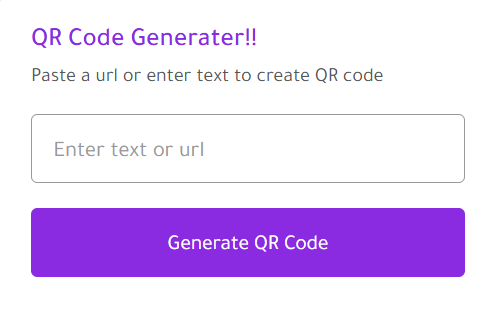 QR Code Generater!!
Paste a url or enter text to create QR code
Enter text or url
Generate QR Code